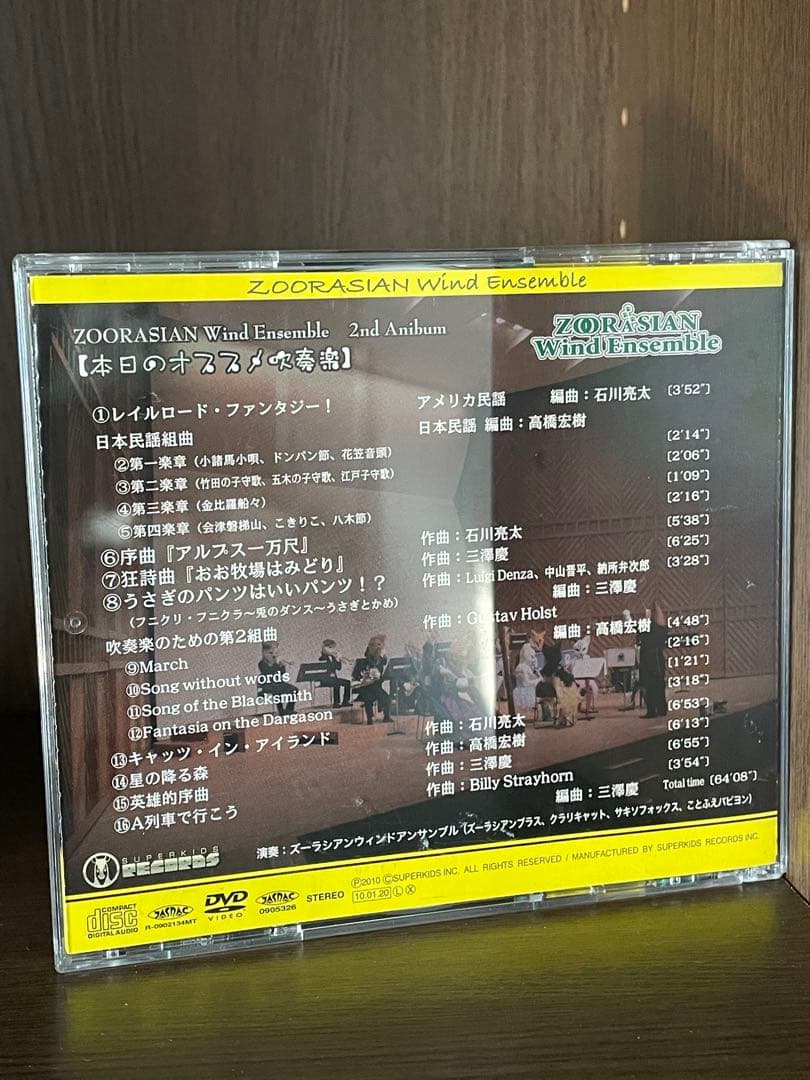 ZOORASIAN Wind Ensemble
ZOORASIAN Wind Ensemble 2nd Anibum
【本日のオススメ吹奏楽】
ZOORASIAN
Wind Ensemble
①レイルロード・ファンタジー! アメリカ民謡 編曲:石川亮太 〔3'52"〕
日本民謡組曲 日本民謡 編曲:高橋宏樹
②第一楽章(小諸馬小唄、ドンパン節、花笠音頭) 〔2'14"〕
③第二楽章(竹田の子守歌、五木の子守歌、江戸子守歌) 〔2'06"〕
④第三楽章(金比羅船々) 〔1'09"〕
⑤第四楽章(会津磐梯山、こきりこ、八木節) 〔2'16"〕
⑥序曲『アルプス一万尺』 作曲:石川亮太 〔5'38"〕
⑦狂詩曲『おお牧場はみどり』 作曲:三澤慶 〔6'25"〕
⑧うさぎのパンツはいいパンツ!? 作曲:Luigi Denza、中山晋平、納所弁次郎 〔3'28"〕
(フニクリ・フニクラ〜兎のダンス〜うさぎとかめ) 編曲:三澤慶
吹奏楽のための第2組曲 作曲:Gustav Holst
編曲:高橋宏樹
⑨March 〔4'48"〕
⑩Song without words 〔2'16"〕
⑪Song of the Blacksmith 〔1'21"〕
⑫Fantasia on the Dargason 〔3'18"〕
⑬キャッツ・イン・アイランド 作曲:石川亮太 〔6'53"〕
⑭星の降る森 作曲:高橋宏樹 〔6'13"〕
⑮英雄的序曲 作曲:三澤慶 〔6'55"〕
⑯A列車で行こう 作曲:Billy Strayhorn 〔3'54"〕
編曲:三澤慶 Total time 〔64'08"〕
演奏:ズーラシアンウィンドアンサンブル(ズーラシアンブラス、クラリキャット、サキソフォックス、ことふえパピヨン)
SUPERKIDS
RECORDS
COMPACT
disc
DIGITAL AUDIO
JASRAC
R-0902134MT
DVD
VIDEO
JASRAC
0905326
STEREO
Ⓟ2010 ⒸSUPERKIDS INC. ALL RIGHTS RESERVED / MANUFACTURED BY SUPERKIDS RECORDS INC.
10.01.20 Ⓛ Ⓧ